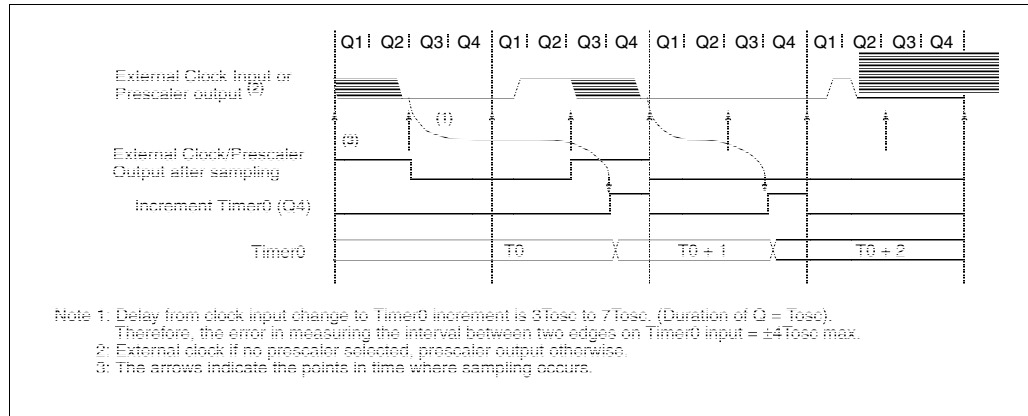 Q1 Q2 Q3 Q4 Q1 Q2 Q3 Q4 Q1 Q2 Q3 Q4 Q1 Q2 Q3 Q4
External Clock Input or
Prescaler output (2)
(1)
(3)
External Clock/Prescaler
Output after sampling
Increment Timer0 (Q4)
Timer0 T0 T0 + 1 T0 + 2
Note 1: Delay from clock input change to Timer0 increment is 3Tosc to 7Tosc. (Duration of Q = Tosc).
Therefore, the error in measuring the interval between two edges on Timer0 input = ±4Tosc max.
2: External clock if no prescaler selected, prescaler output otherwise.
3: The arrows indicate the points in time where sampling occurs.